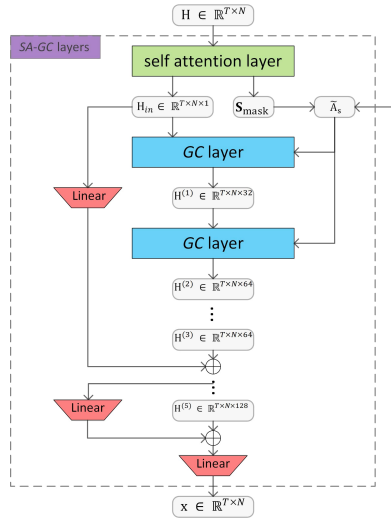 H ∈ ℝ^{T×N}
SA-GC layers
self attention layer
H_{in} ∈ ℝ^{T×N×1}
S_{mask}
Ã_s
GC layer
Linear
H^{(1)} ∈ ℝ^{T×N×32}
GC layer
H^{(2)} ∈ ℝ^{T×N×64}
H^{(3)} ∈ ℝ^{T×N×64}
Linear
H^{(5)} ∈ ℝ^{T×N×128}
Linear
x ∈ ℝ^{T×N}